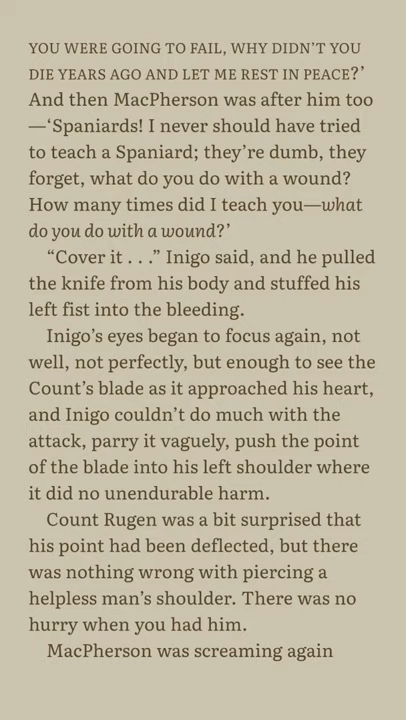 YOU WERE GOING TO FAIL, WHY DIDN’T YOU
DIE YEARS AGO AND LET ME REST IN PEACE?’
And then MacPherson was after him too
—‘Spaniards! I never should have tried
to teach a Spaniard; they’re dumb, they
forget, what do you do with a wound?
How many times did I teach you—what
do you do with a wound?’
“Cover it . . .” Inigo said, and he pulled
the knife from his body and stuffed his
left fist into the bleeding.
Inigo’s eyes began to focus again, not
well, not perfectly, but enough to see the
Count’s blade as it approached his heart,
and Inigo couldn’t do much with the
attack, parry it vaguely, push the point
of the blade into his left shoulder where
it did no unendurable harm.
Count Rugen was a bit surprised that
his point had been deflected, but there
was nothing wrong with piercing a
helpless man’s shoulder. There was no
hurry when you had him.
MacPherson was screaming again